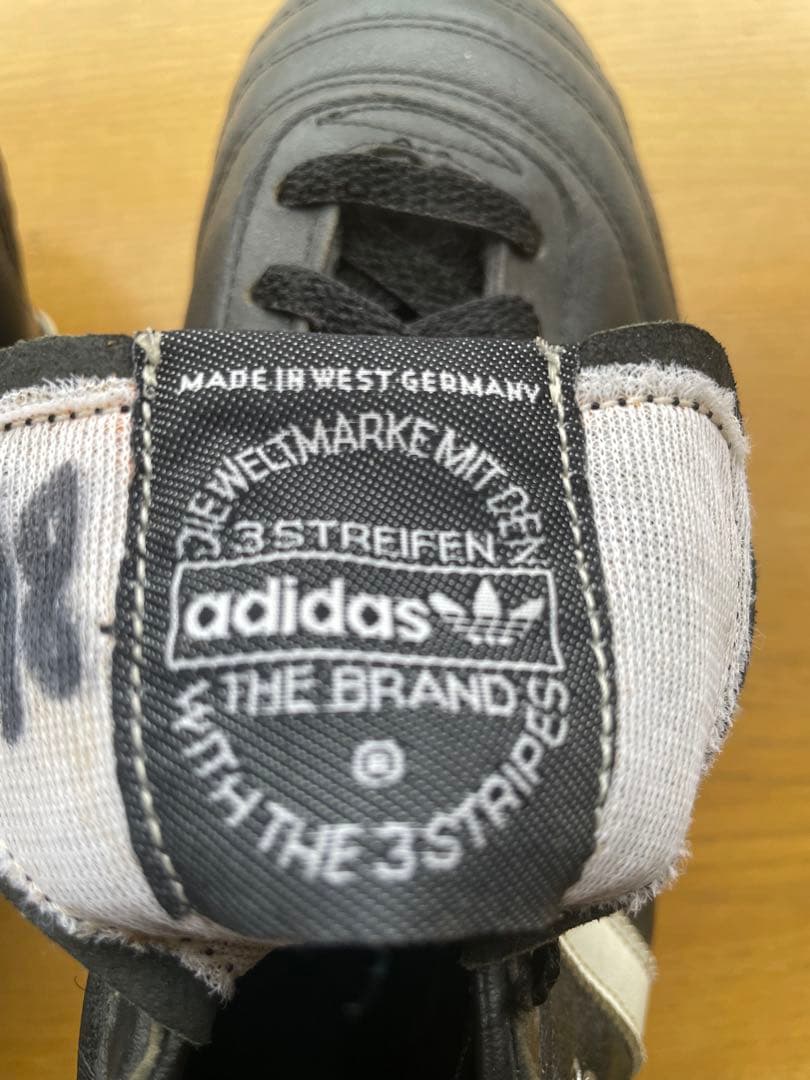 MADE IN WEST GERMANY
DIE WELTMARKE MIT DEN
3 STREIFEN
adidas
THE BRAND
®
WITH THE 3 STRIPES